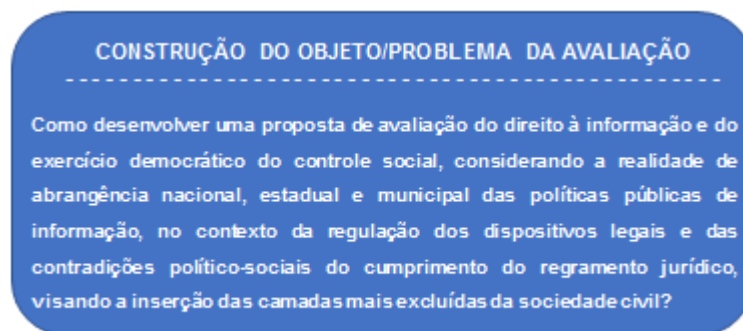 CONSTRUÇÃO DO OBJETO/PROBLEMA DA AVALIAÇÃO
Como desenvolver uma proposta de avaliação do direito à informação e do
exercício democrático do controle social, considerando a realidade de
abrangência nacional, estadual e municipal das políticas públicas de
informação, no contexto da regulação dos dispositivos legais e das
contradições político-sociais do cumprimento do regramento jurídico,
visando a inserção das camadas mais excluídas da sociedade civil?